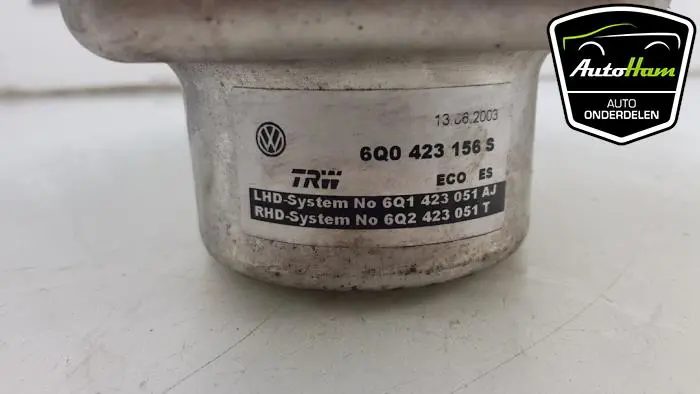 AutoHam
AUTO
ONDERDELEN
13.06.2003
6Q0 423 156 S
TRW
ECO ES
LHD-System No 6Q1 423 051 AJ
RHD-System No 6Q2 423 051 T